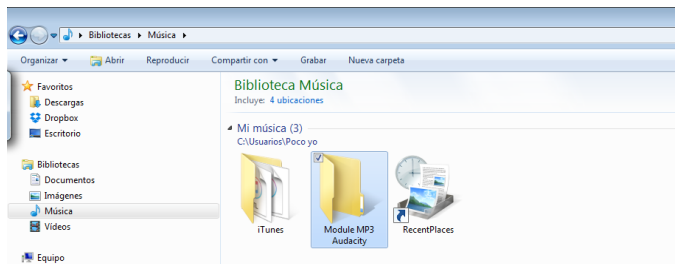 Bibliotecas Música
Organizar Abrir Reproducir Compartir con Grabar Nueva carpeta
Favoritos
Descargas
Dropbox
Escritorio
Bibliotecas
Documentos
Imágenes
Música
Vídeos
Equipo
Biblioteca Música
Incluye: 4 ubicaciones
Mi música (3)
C:\Usuarios\Poco yo
iTunes
Module MP3
Audacity
RecentPlaces